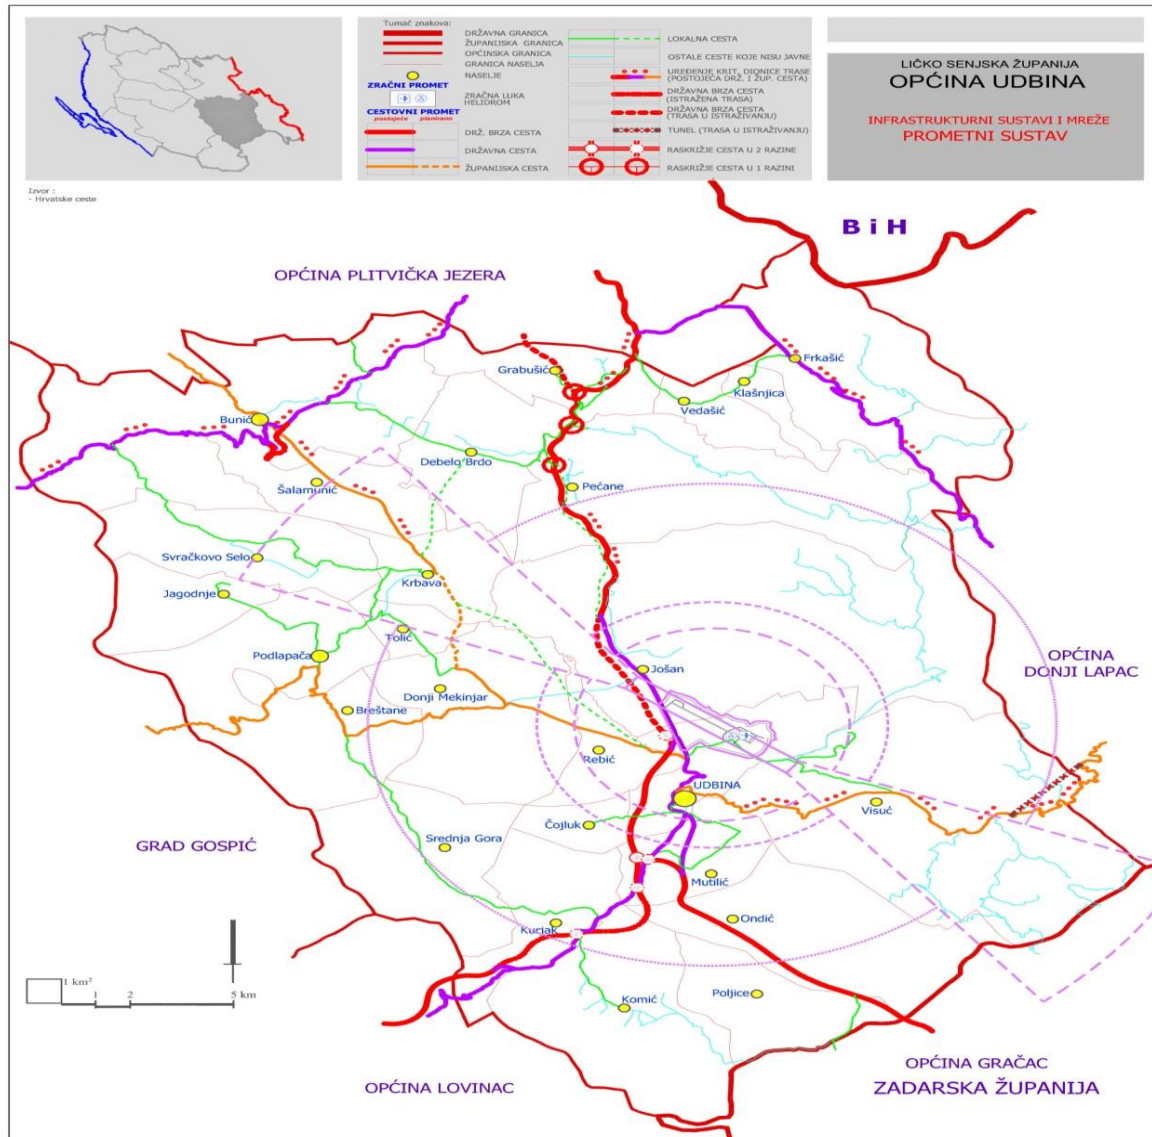 Tumač znakova:
DRŽAVNA GRANICA
ŽUPANIJSKA GRANICA
OPĆINSKA GRANICA
GRANICA NASELJA
NASELJE
ZRAČNI PROMET
ZRAČNA LUKA
HELIDROM
CESTOVNI PROMET
postojeće planirano
DRŽ. BRZA CESTA
DRŽAVNA CESTA
ŽUPANIJSKA CESTA
LOKALNA CESTA
OSTALE CESTE KOJE NISU JAVNE
UREĐENJE KRIT. DIONICE TRASE
(POSTOJEĆA DRŽ. I ŽUP. CESTA)
DRŽAVNA BRZA CESTA
(ISTRAŽENA TRASA)
DRŽAVNA BRZA CESTA
(TRASA U ISTRAŽIVANJU)
TUNEL (TRASA U ISTRAŽIVANJU)
RASKRIŽJE CESTA U 2 RAZINE
RASKRIŽJE CESTA U 1 RAZINI
LIČKO SENJSKA ŽUPANIJA
OPĆINA UDBINA
INFRASTRUKTURNI SUSTAVI I MREŽE
PROMETNI SUSTAV
Izvor :
- Hrvatske ceste
B i H
OPĆINA PLITVIČKA JEZERA
Frkašić
Grabušić
Klašnjica
Vedašić
Bunić
Debelo Brdo
Šalamunić
Pećane
Svračkovo Selo
Krbava
Jagodnje
Tolić
Podlapača
Jošan
OPĆINA
DONJI LAPAC
Donji Mekinjar
Breštane
Rebić
UDBINA
Visuć
Čojluk
Srednja Gora
GRAD GOSPIĆ
Mutilić
Ondić
Kurjak
1 km²
1 2 5 km
Poljice
Komić
OPĆINA GRAČAC
OPĆINA LOVINAC
ZADARSKA ŽUPANIJA